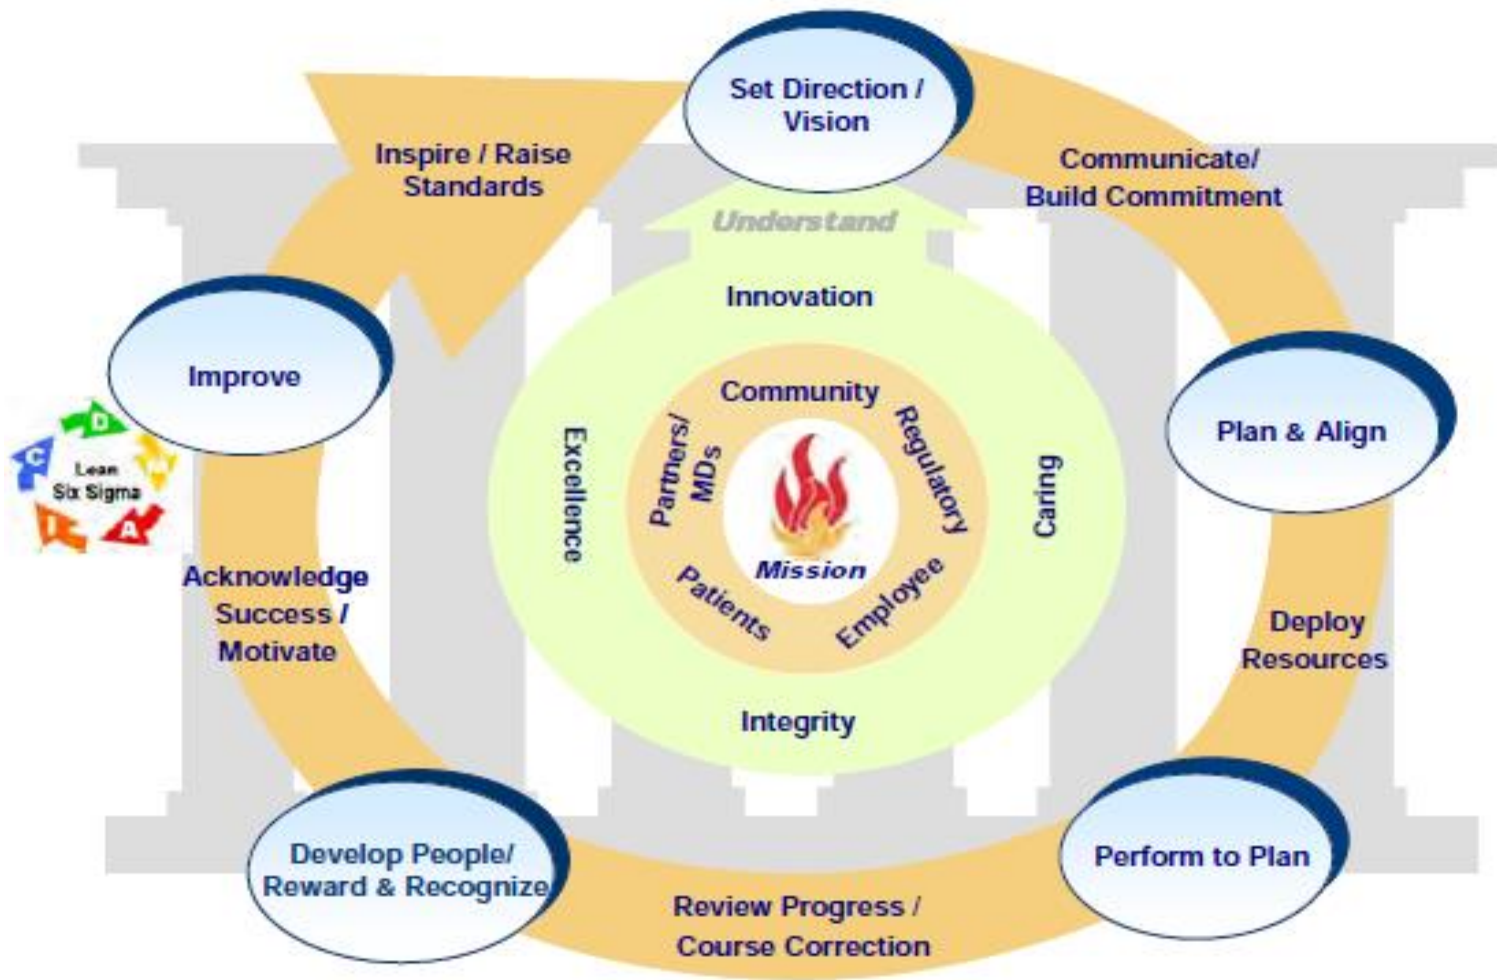 Set Direction /
Vision
Inspire / Raise
Standards
Communicate/
Build Commitment
Understand
Innovation
Improve
Community
Plan & Align
Partners/
MDs
Regulatory
Excellence
Caring
D
M
A
I
C
Lean
Six Sigma
Mission
Patients
Employee
Acknowledge
Success /
Motivate
Deploy
Resources
Integrity
Develop People/
Reward & Recognize
Perform to Plan
Review Progress /
Course Correction